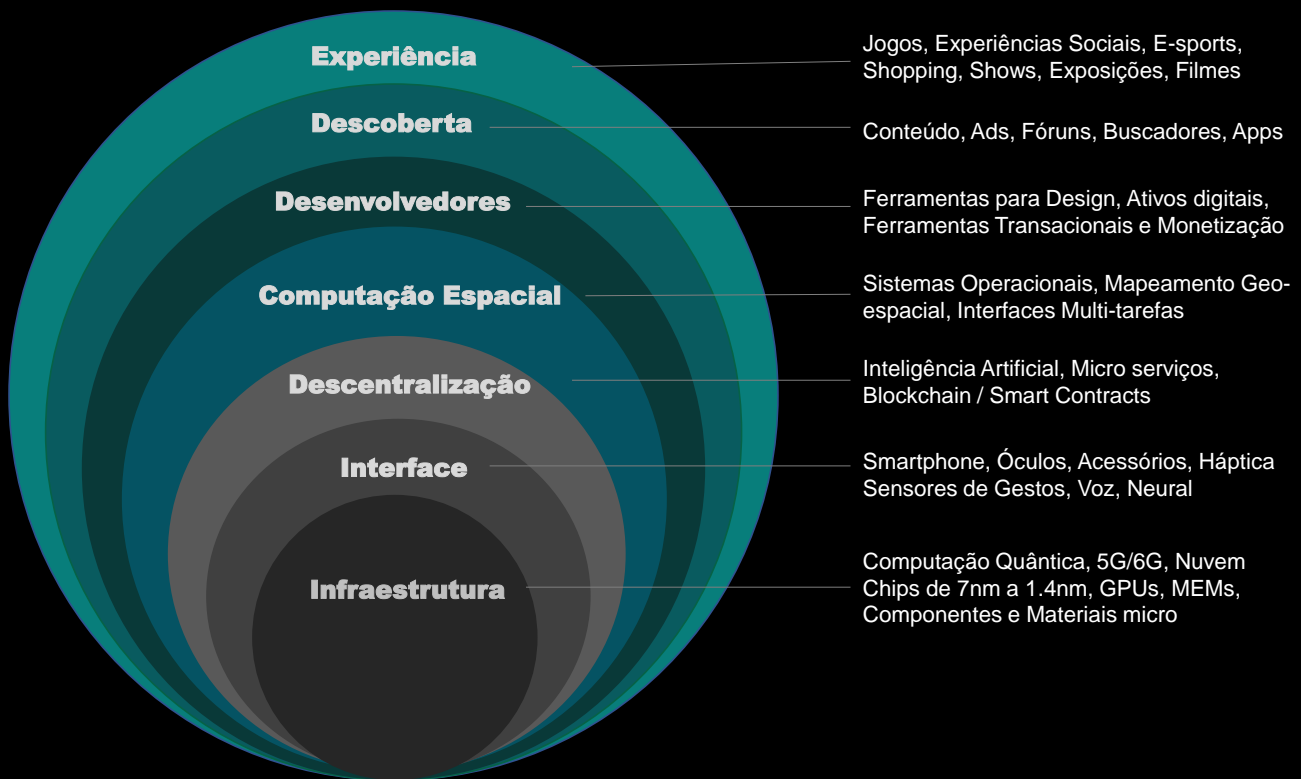 Experiência
Jogos, Experiências Sociais, E-sports,
Shopping, Shows, Exposições, Filmes
Descoberta
Conteúdo, Ads, Fóruns, Buscadores, Apps
Desenvolvedores
Ferramentas para Design, Ativos digitais,
Ferramentas Transacionais e Monetização
Computação Espacial
Sistemas Operacionais, Mapeamento Geo-
espacial, Interfaces Multi-tarefas
Descentralização
Inteligência Artificial, Micro serviços,
Blockchain / Smart Contracts
Interface
Smartphone, Óculos, Acessórios, Háptica
Sensores de Gestos, Voz, Neural
Infraestrutura
Computação Quântica, 5G/6G, Nuvem
Chips de 7nm a 1.4nm, GPUs, MEMs,
Componentes e Materiais micro